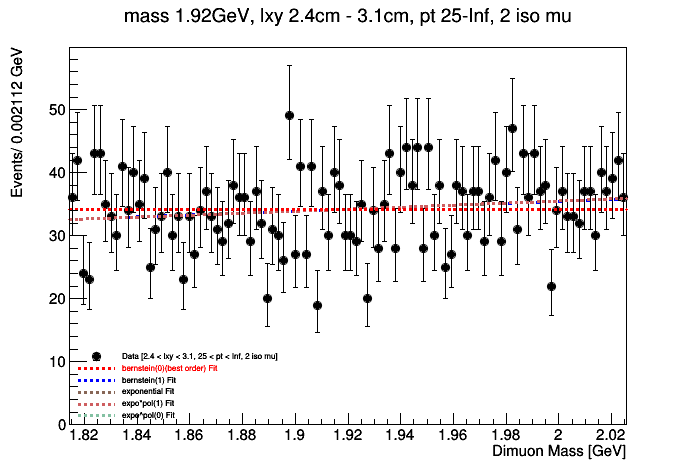 mass 1.92GeV, lxy 2.4cm - 3.1cm, pt 25-Inf, 2 iso mu
Events/ 0.002112 GeV
50
40
30
20
10
0
Data [2.4 < lxy < 3.1, 25 < pt < Inf, 2 iso mu]
bernstein(0)(best order) Fit
bernstein(1) Fit
exponential Fit
expo*pol(1) Fit
expo*pol(0) Fit
1.82 1.84 1.86 1.88 1.9 1.92 1.94 1.96 1.98 2 2.02
Dimuon Mass [GeV]